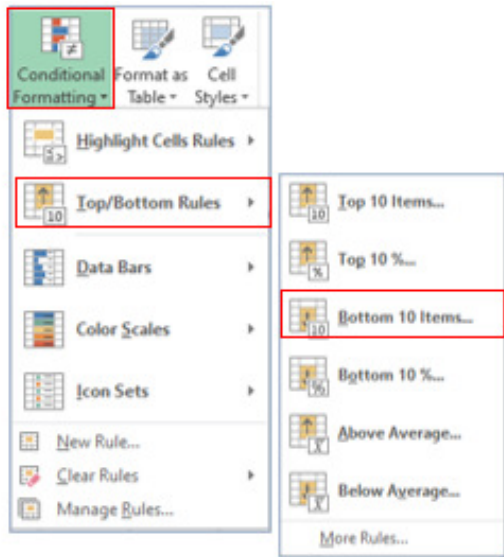 Conditional Formatting
Format as Table
Cell Styles
Highlight Cells Rules
Top/Bottom Rules
Data Bars
Color Scales
Icon Sets
New Rule...
Clear Rules
Manage Rules...
Top 10 Items...
Top 10 %...
Bottom 10 Items...
Bottom 10 %...
Above Average...
Below Average...
More Rules...